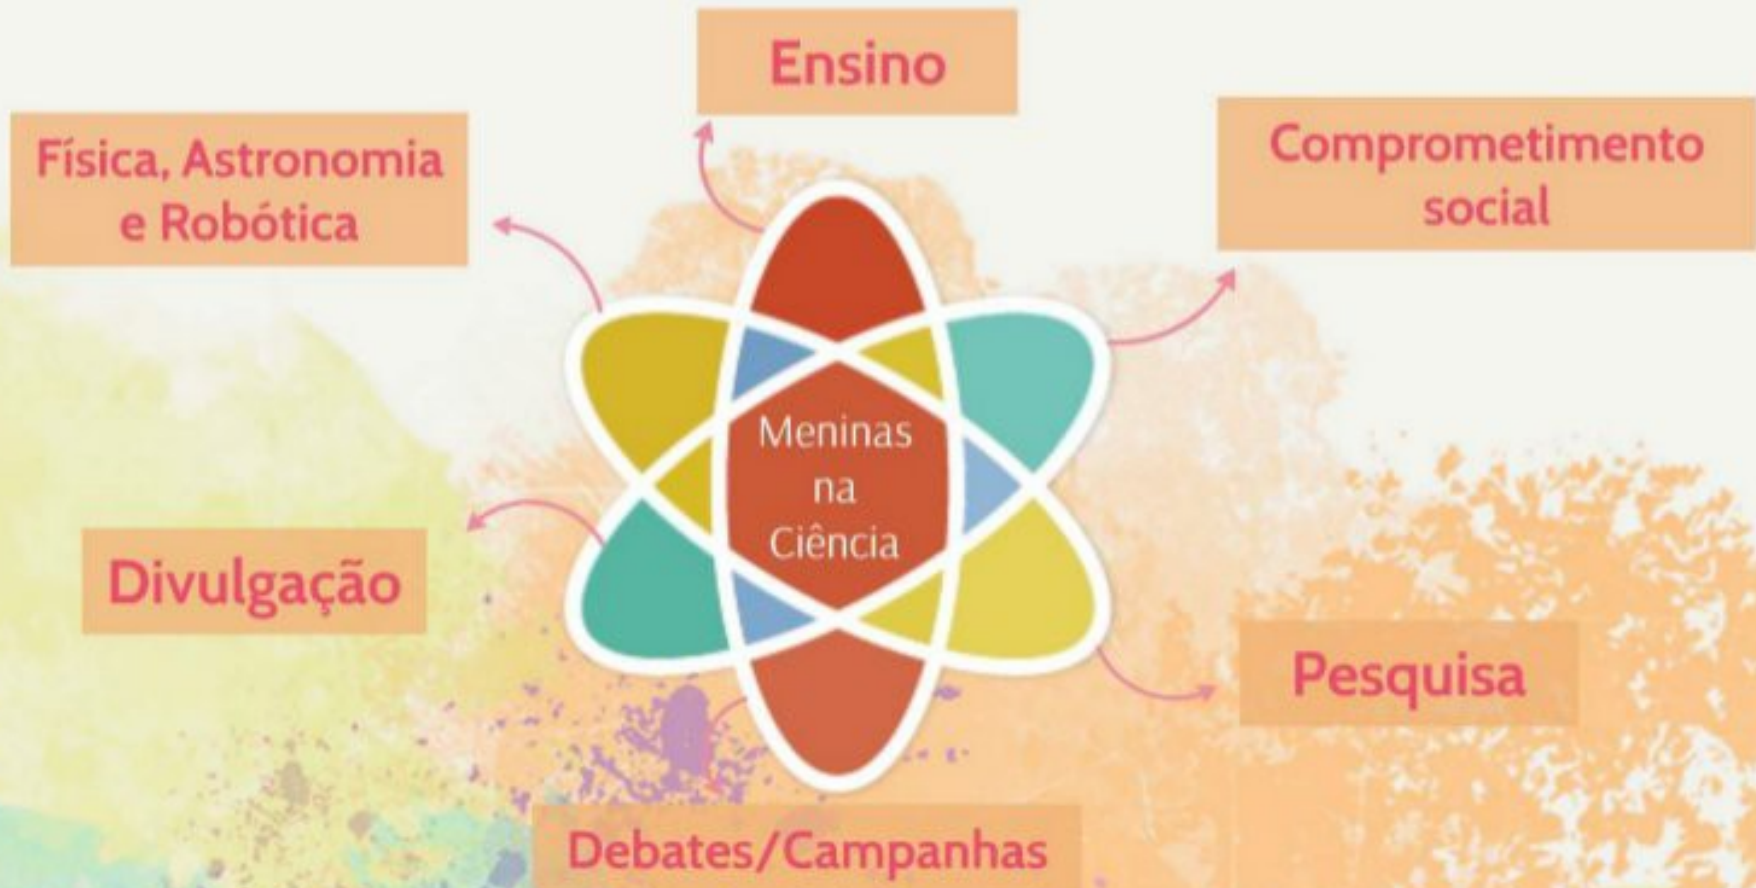 Ensino
Física, Astronomia
e Robótica
Comprometimento
social
Meninas
na
Ciência
Divulgação
Pesquisa
Debates/Campanhas